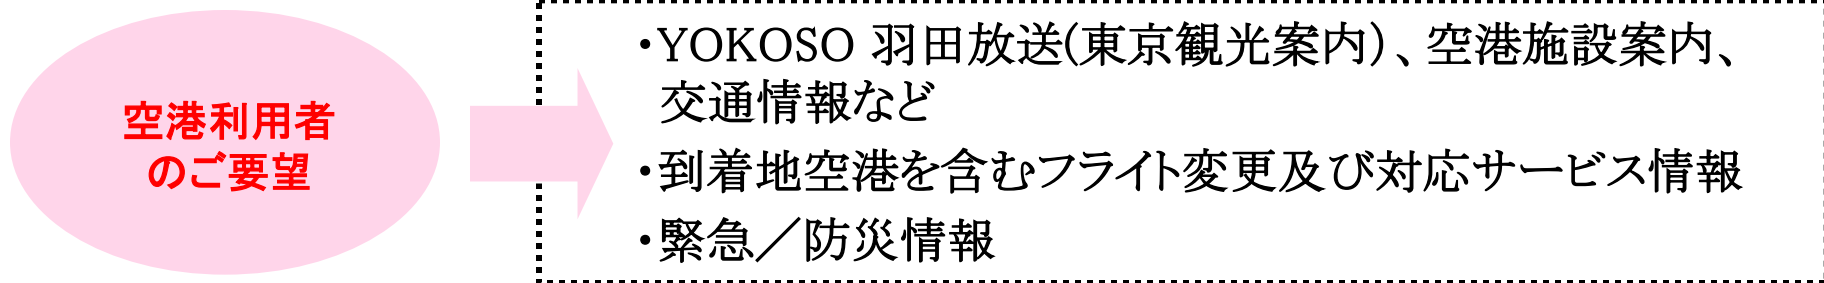 空港利用者
のご要望
・YOKOSO 羽田放送(東京観光案内)、空港施設案内、
交通情報など
・到着地空港を含むフライト変更及び対応サービス情報
・緊急／防災情報